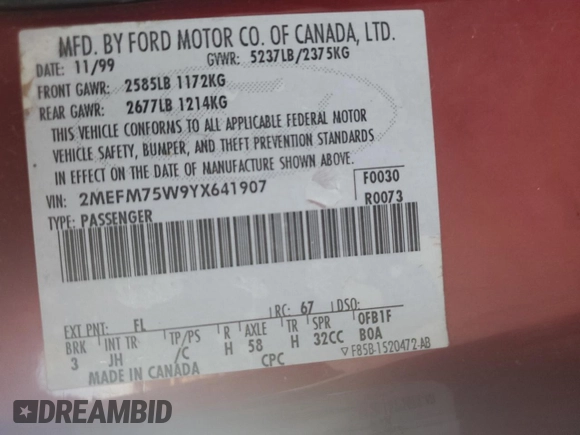 MFD. BY FORD MOTOR CO. OF CANADA, LTD.
DATE: 11/99 GVWR: 5237LB/2375KG
FRONT GAWR: 2585LB 1172KG
REAR GAWR: 2677LB 1214KG
THIS VEHICLE CONFORMS TO ALL APPLICABLE FEDERAL MOTOR
VEHICLE SAFETY, BUMPER, AND THEFT PREVENTION STANDARDS
IN EFFECT ON THE DATE OF MANUFACTURE SHOWN ABOVE.
VIN: 2MEFM75W9YX641907 F0030
TYPE: PASSENGER R0073
EXT PNT: FL RC: 67 DSO:
BRK INT TR TP/PS R AXLE TR SPR 0FB1F
3 JH /C H 58 H 32CC BOA
MADE IN CANADA CPC F85B-1520472-AB
DREAMBID